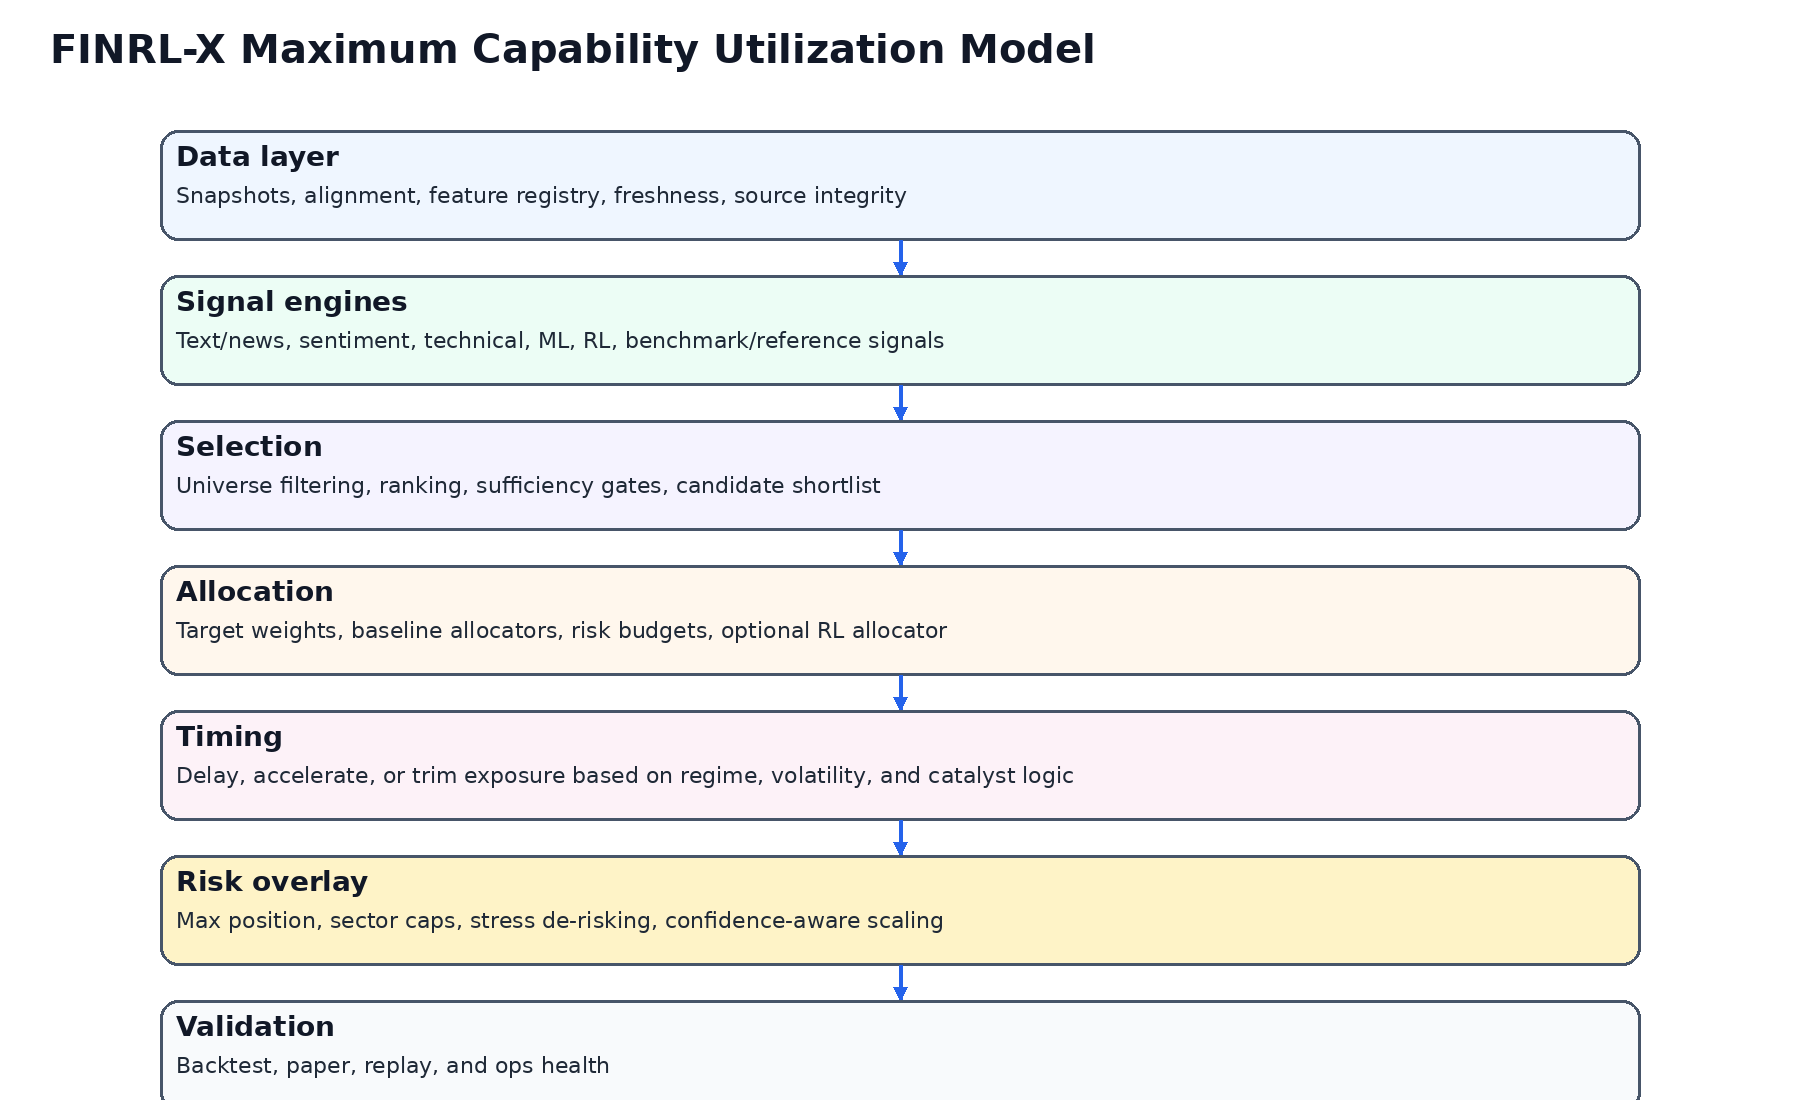 FINRL-X Maximum Capability Utilization Model
Data layer
Snapshots, alignment, feature registry, freshness, source integrity
Signal engines
Text/news, sentiment, technical, ML, RL, benchmark/reference signals
Selection
Universe filtering, ranking, sufficiency gates, candidate shortlist
Allocation
Target weights, baseline allocators, risk budgets, optional RL allocator
Timing
Delay, accelerate, or trim exposure based on regime, volatility, and catalyst logic
Risk overlay
Max position, sector caps, stress de-risking, confidence-aware scaling
Validation
Backtest, paper, replay, and ops health